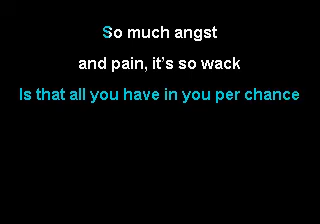 So much angst
and pain, it's so wack
Is that all you have in you per chance